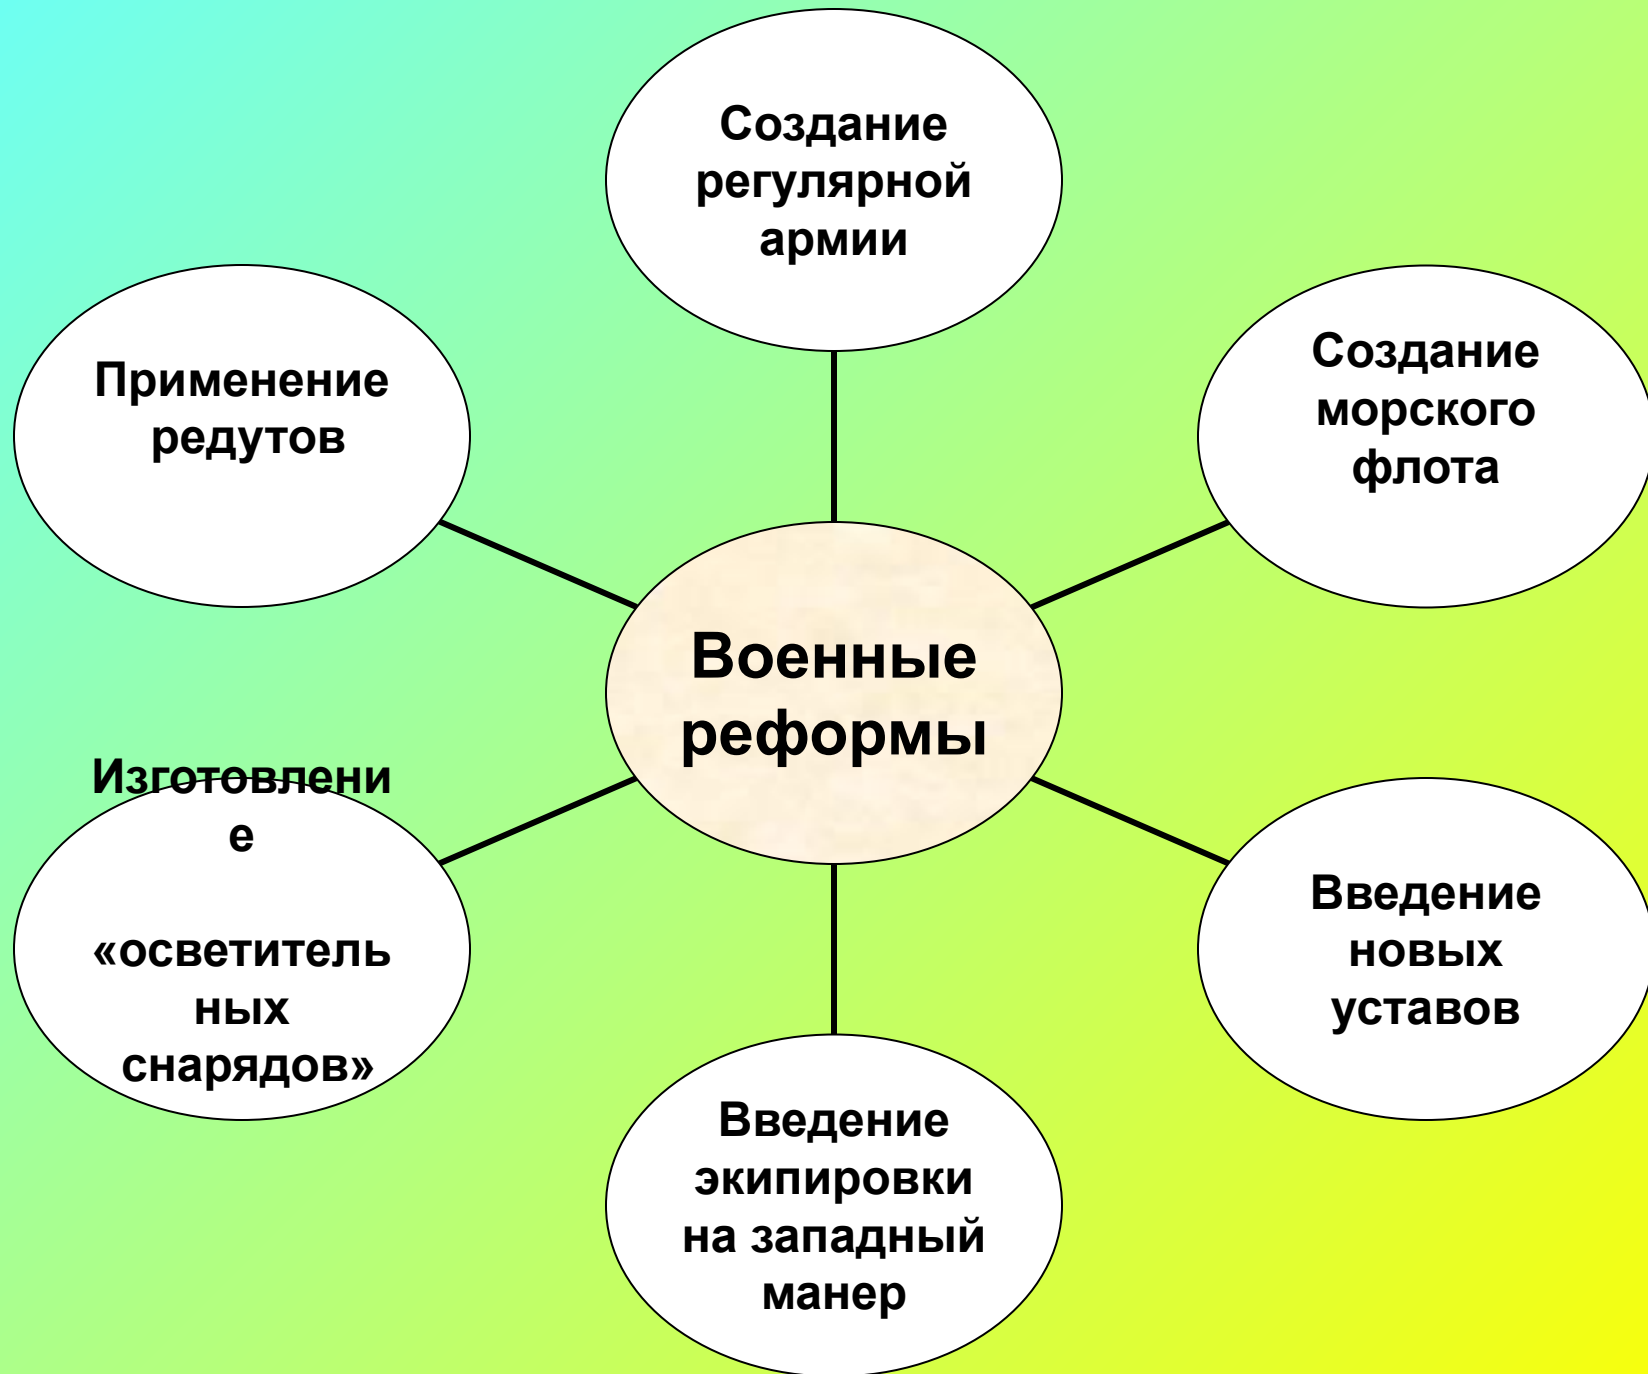 Создание
регулярной
армии
Создание
морского
флота
Введение
новых
уставов
Введение
экипировки
на западный
манер
Изготовлени
е
«осветитель
ных
снарядов»
Применение
редутов
Военные
реформы